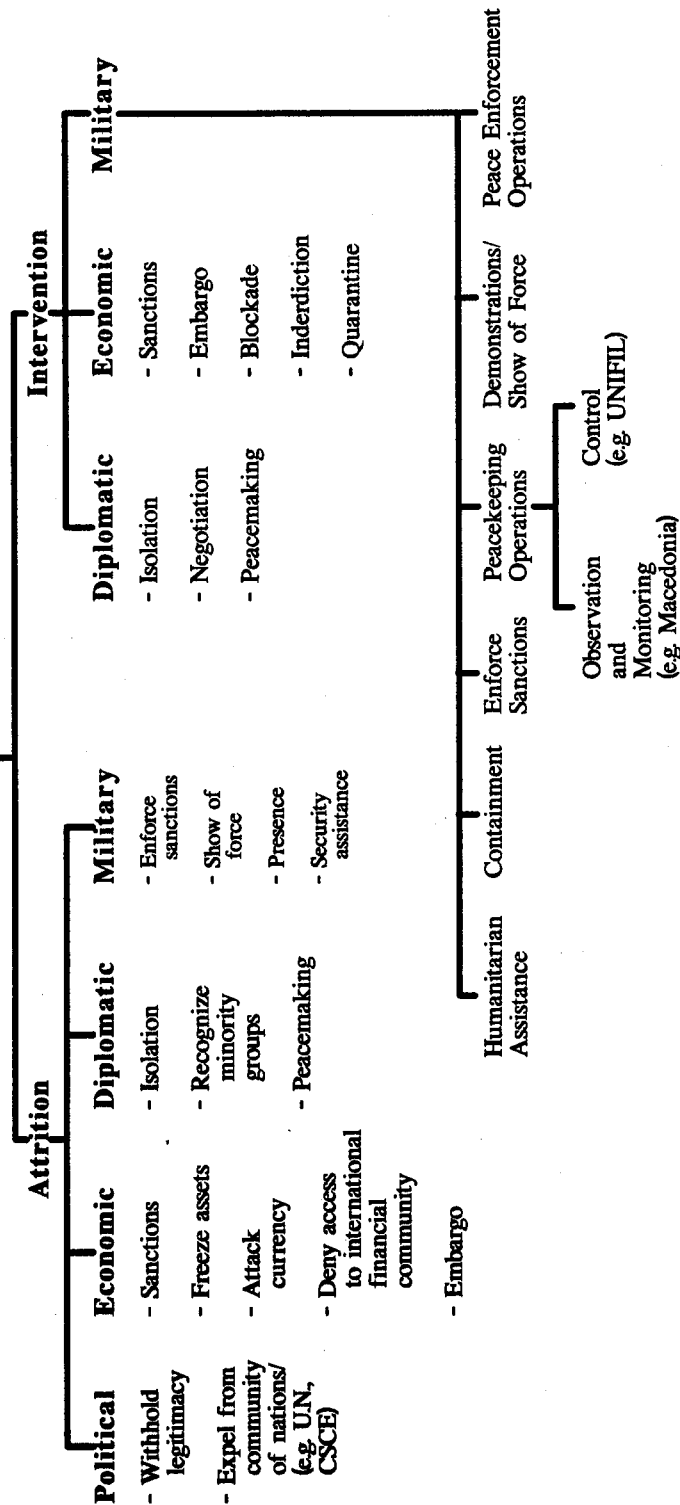 Attrition
Intervention
Political
- Withhold
legitimacy
- Expel from
community
of nations/
(e.g. U.N.,
CSCE)
Economic
- Sanctions
- Freeze assets
- Attack
currency
- Deny access
to international
financial
community
- Embargo
Diplomatic
- Isolation
- Recognize
minority
groups
- Peacemaking
Military
- Enforce
sanctions
- Show of
force
- Presence
- Security
assistance
Diplomatic
- Isolation
- Negotiation
- Peacemaking
Economic
- Sanctions
- Embargo
- Blockade
- Inderdiction
- Quarantine
Military
Humanitarian
Assistance
Containment
Enforce
Sanctions
Peacekeeping
Operations
Demonstrations/
Show of Force
Peace Enforcement
Operations
Observation
and
Monitoring
(e.g. Macedonia)
Control
(e.g. UNIFIL)